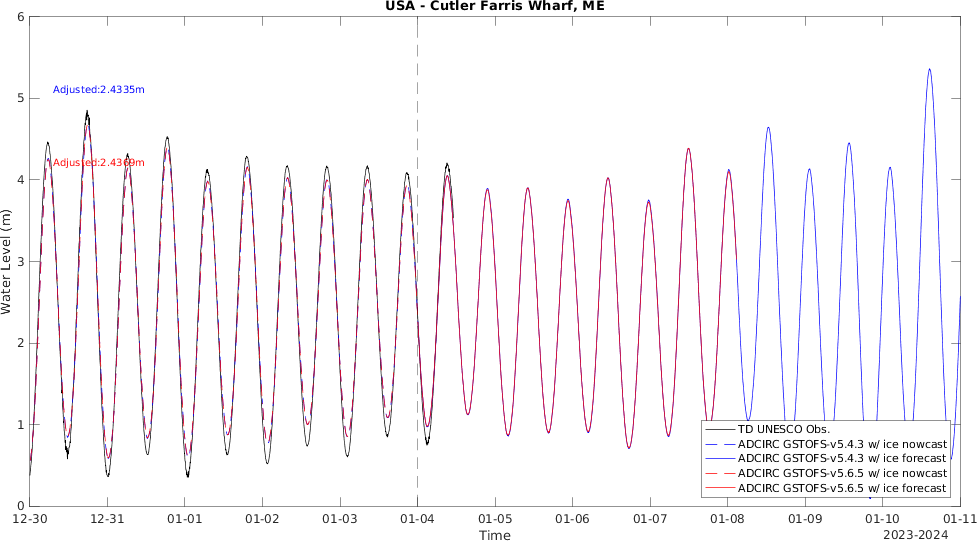 USA - Cutler Farris Wharf, ME
6
5
4
3
2
1
0
Water Level (m)
Adjusted:2.4335m
Adjusted:2.4369m
TD UNESCO Obs.
ADCIRC GSTOFS-v5.4.3 w/ ice nowcast
ADCIRC GSTOFS-v5.4.3 w/ ice forecast
ADCIRC GSTOFS-v5.6.5 w/ ice nowcast
ADCIRC GSTOFS-v5.6.5 w/ ice forecast
12-30 12-31 01-01 01-02 01-03 01-04 01-05 01-06 01-07 01-08 01-09 01-10 01-11
Time
2023-2024